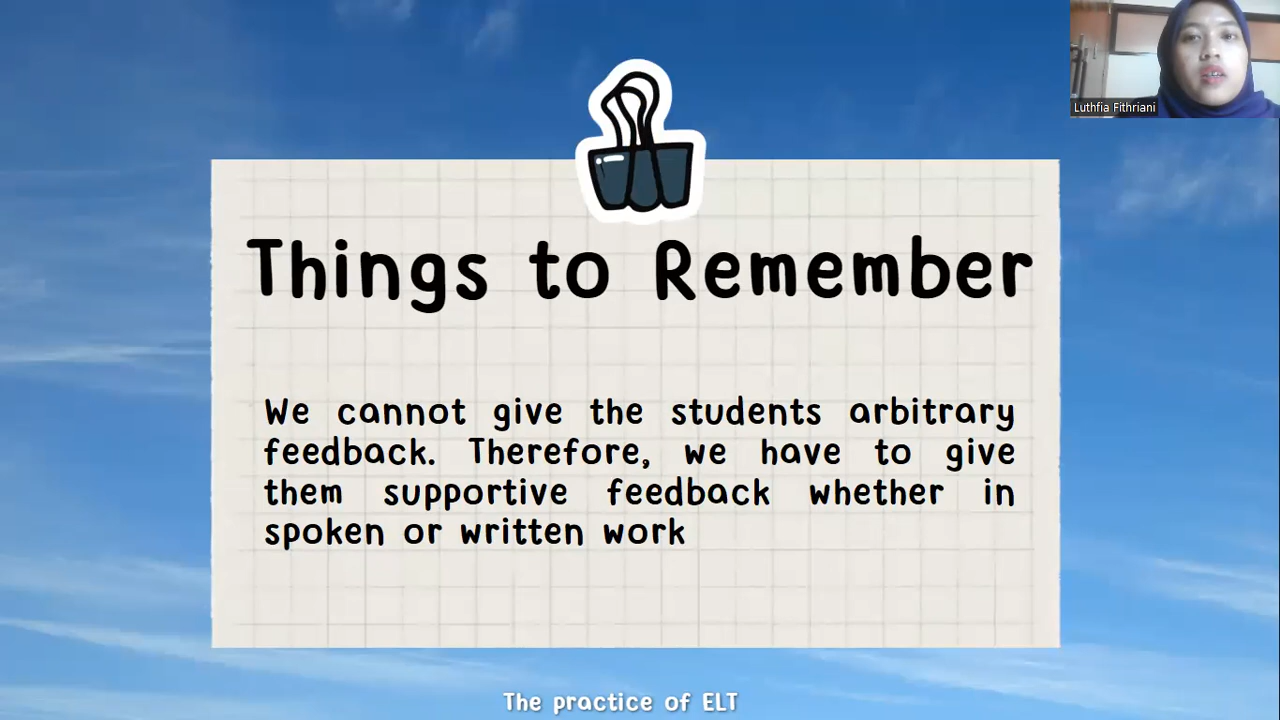 Luthfia Fithriani
Things to Remember
We cannot give the students arbitrary
feedback. Therefore, we have to give
them supportive feedback whether in
spoken or written work
The practice of ELT